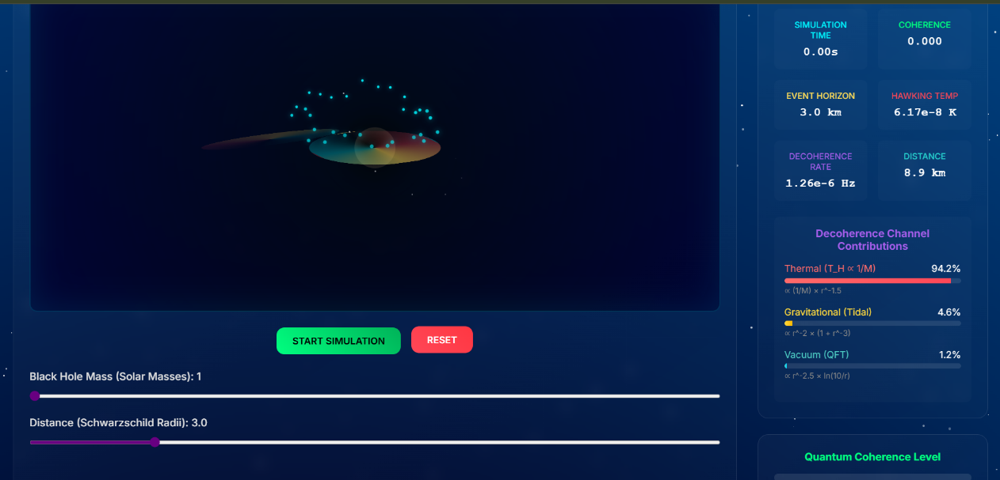 SIMULATION
TIME
0.00s
COHERENCE
0.000
EVENT HORIZON
3.0 km
HAWKING TEMP
6.17e-8 K
DECOHERENCE
RATE
1.26e-6 Hz
DISTANCE
8.9 km
Decoherence Channel
Contributions
Thermal (T_H ∝ 1/M) 94.2%
∝ (1/M) × r^-1.5
Gravitational (Tidal) 4.6%
∝ r^-2 × (1 + r^-3)
Vacuum (QFT) 1.2%
∝ r^-2.5 × ln(10/r)
Quantum Coherence Level
START SIMULATION
RESET
Black Hole Mass (Solar Masses): 1
Distance (Schwarzschild Radii): 3.0